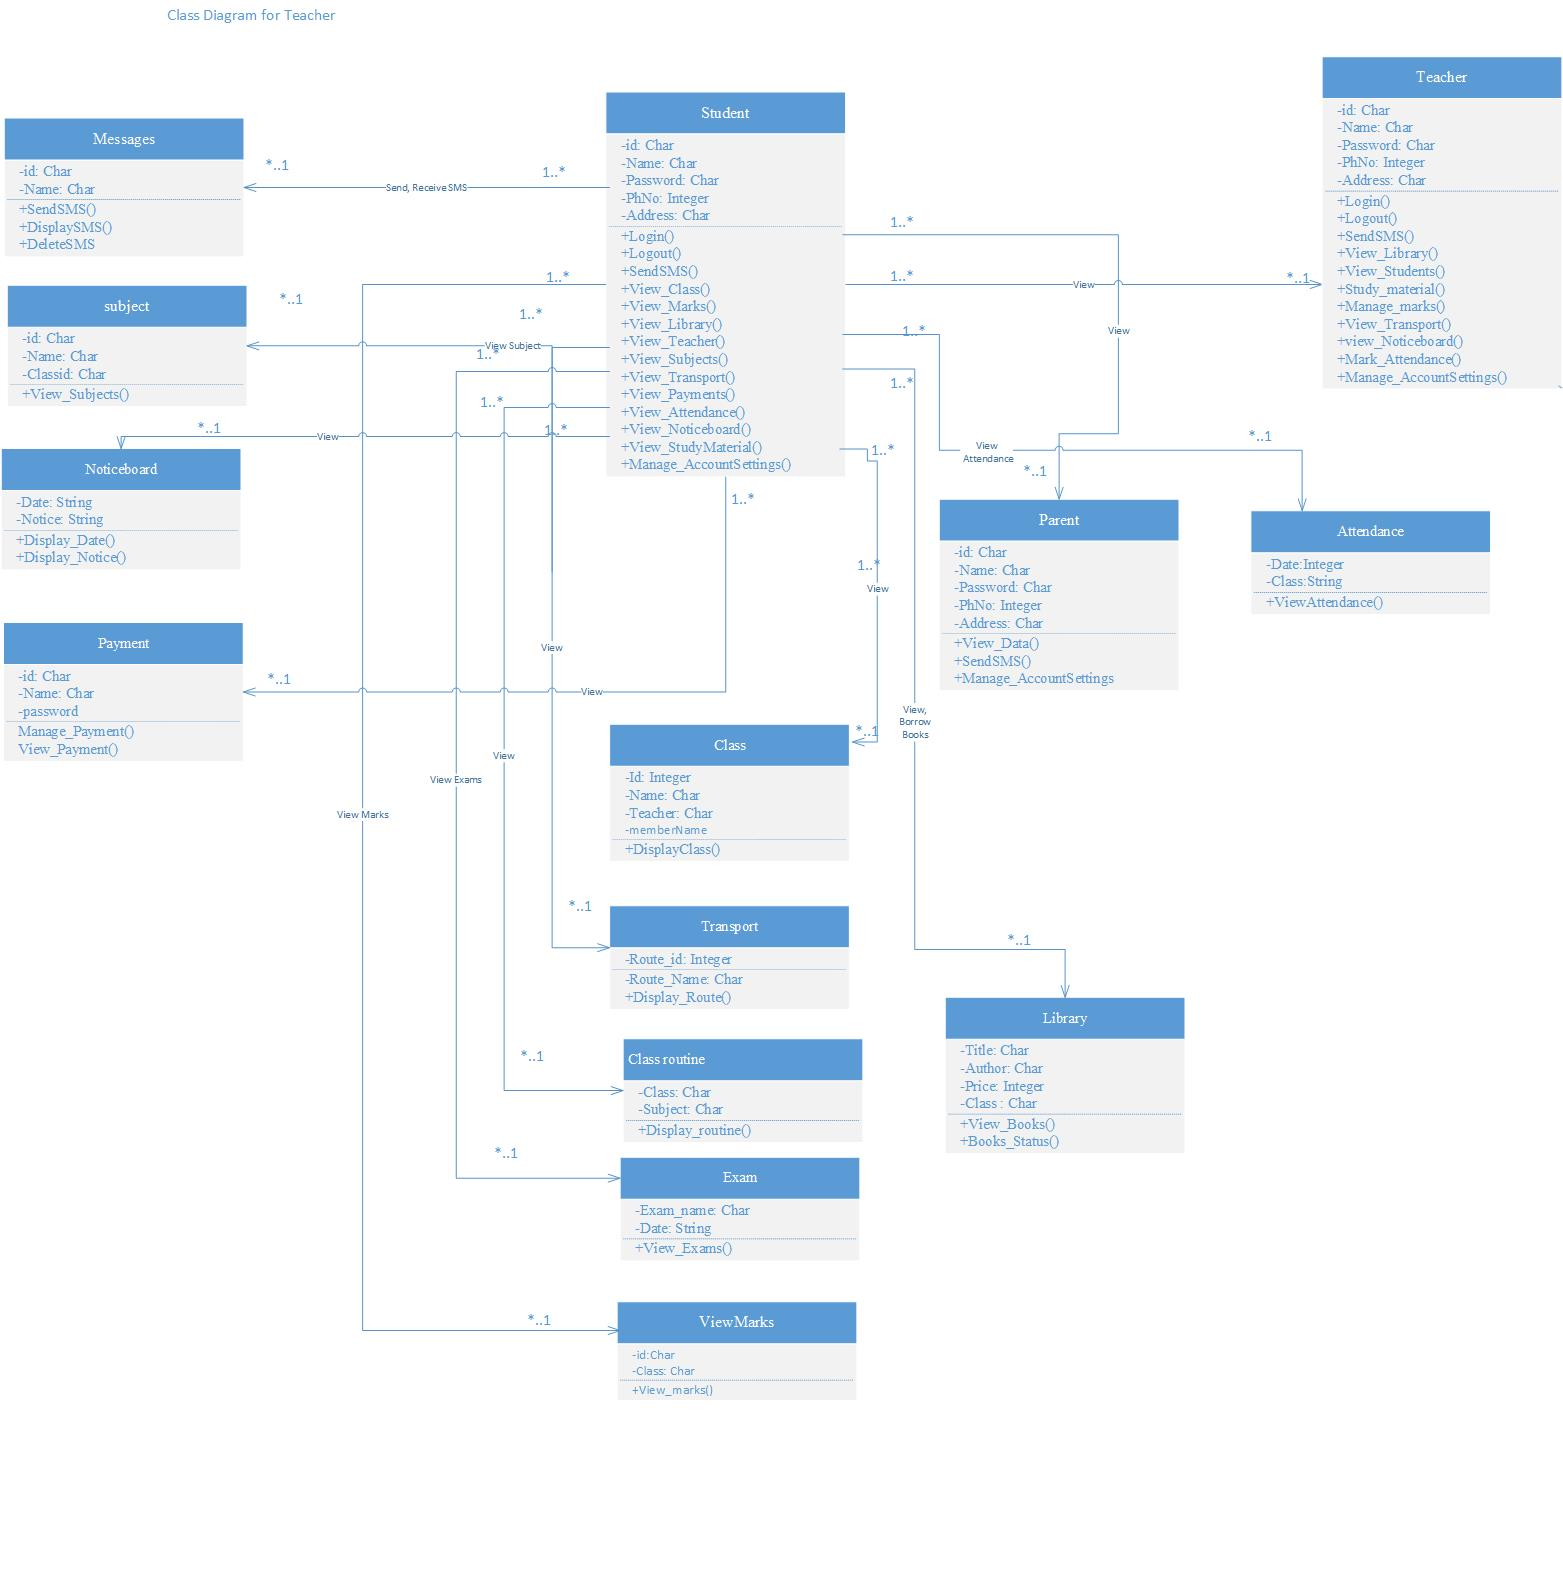 Class Diagram for Teacher
Messages
-id: Char
-Name: Char
+SendSMS()
+DisplaySMS()
+DeleteSMS
*..1
Send, Receive SMS
1..*
Student
-id: Char
-Name: Char
-Password: Char
-PhNo: Integer
-Address: Char
+Login()
+Logout()
+SendSMS()
+View_Class()
+View_Marks()
+View_Library()
+View_Teacher()
+View_Subjects()
+View_Transport()
+View_Payments()
+View_Attendance()
+View_Noticeboard()
+View_StudyMaterial()
+Manage_AccountSettings()
Teacher
-id: Char
-Name: Char
-Password: Char
-PhNo: Integer
-Address: Char
+Login()
+Logout()
+SendSMS()
+View_Library()
+View_Students()
+Study_material()
+Manage_marks()
+View_Transport()
+view_Noticeboard()
+Mark_Attendance()
+Manage_AccountSettings()
1..*
1..*
View
*..1
View
1..*
1..*
1..*
1..*
View Subject
1..*
1..*
1..*
subject
-id: Char
-Name: Char
-Classid: Char
+View_Subjects()
*..1
*..1
View
Noticeboard
-Date: String
-Notice: String
+Display_Date()
+Display_Notice()
1..*
1..*
1..*
View
View
Attendance
*..1
*..1
Parent
-id: Char
-Name: Char
-Password: Char
-PhNo: Integer
-Address: Char
+View_Data()
+SendSMS()
+Manage_AccountSettings
Attendance
-Date:Integer
-Class:String
+ViewAttendance()
Payment
-id: Char
-Name: Char
-password
Manage_Payment()
View_Payment()
*..1
View
View
View
View Exams
View Marks
*..1
View,
Borrow
Books
Class
-Id: Integer
-Name: Char
-Teacher: Char
-memberName
+DisplayClass()
*..1
Transport
-Route_id: Integer
-Route_Name: Char
+Display_Route()
*..1
Library
-Title: Char
-Author: Char
-Price: Integer
-Class : Char
+View_Books()
+Books_Status()
*..1
Class routine
-Class: Char
-Subject: Char
+Display_routine()
*..1
Exam
-Exam_name: Char
-Date: String
+View_Exams()
*..1
ViewMarks
-id:Char
-Class: Char
+View_marks()